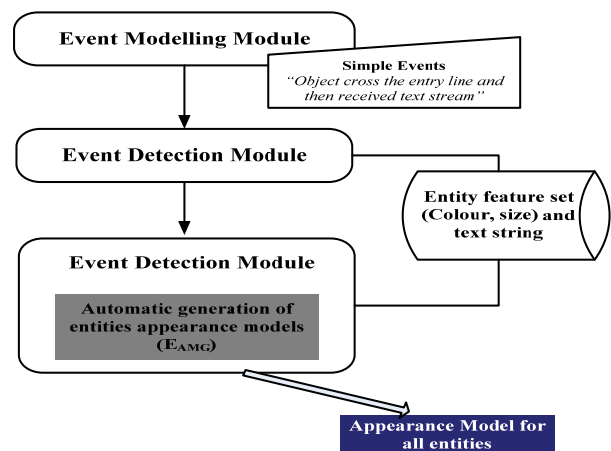 Event Modelling Module
Simple Events
“Object cross the entry line and
then received text stream”
Event Detection Module
Entity feature set
(Colour, size) and
text string
Event Detection Module
Automatic generation of
entities appearance models
(EAMG)
Appearance Model for
all entities